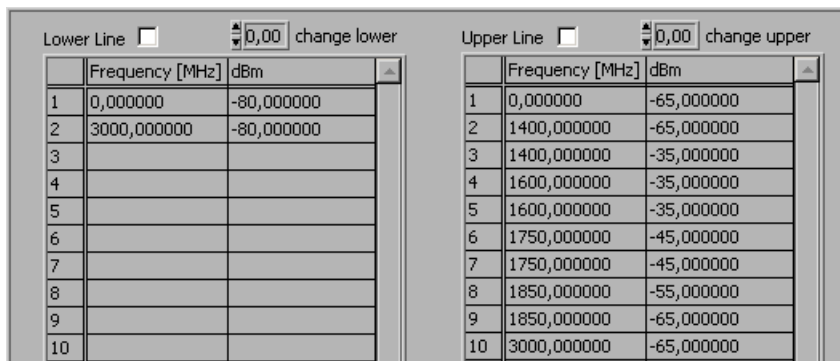 Lower Line 0,00 change lower
Frequency [MHz] dBm
1 0,000000 -80,000000
2 3000,000000 -80,000000
3
4
5
6
7
8
9
10
Upper Line 0,00 change upper
Frequency [MHz] dBm
1 0,000000 -65,000000
2 1400,000000 -65,000000
3 1400,000000 -35,000000
4 1600,000000 -35,000000
5 1600,000000 -35,000000
6 1750,000000 -45,000000
7 1750,000000 -45,000000
8 1850,000000 -55,000000
9 1850,000000 -65,000000
10 3000,000000 -65,000000